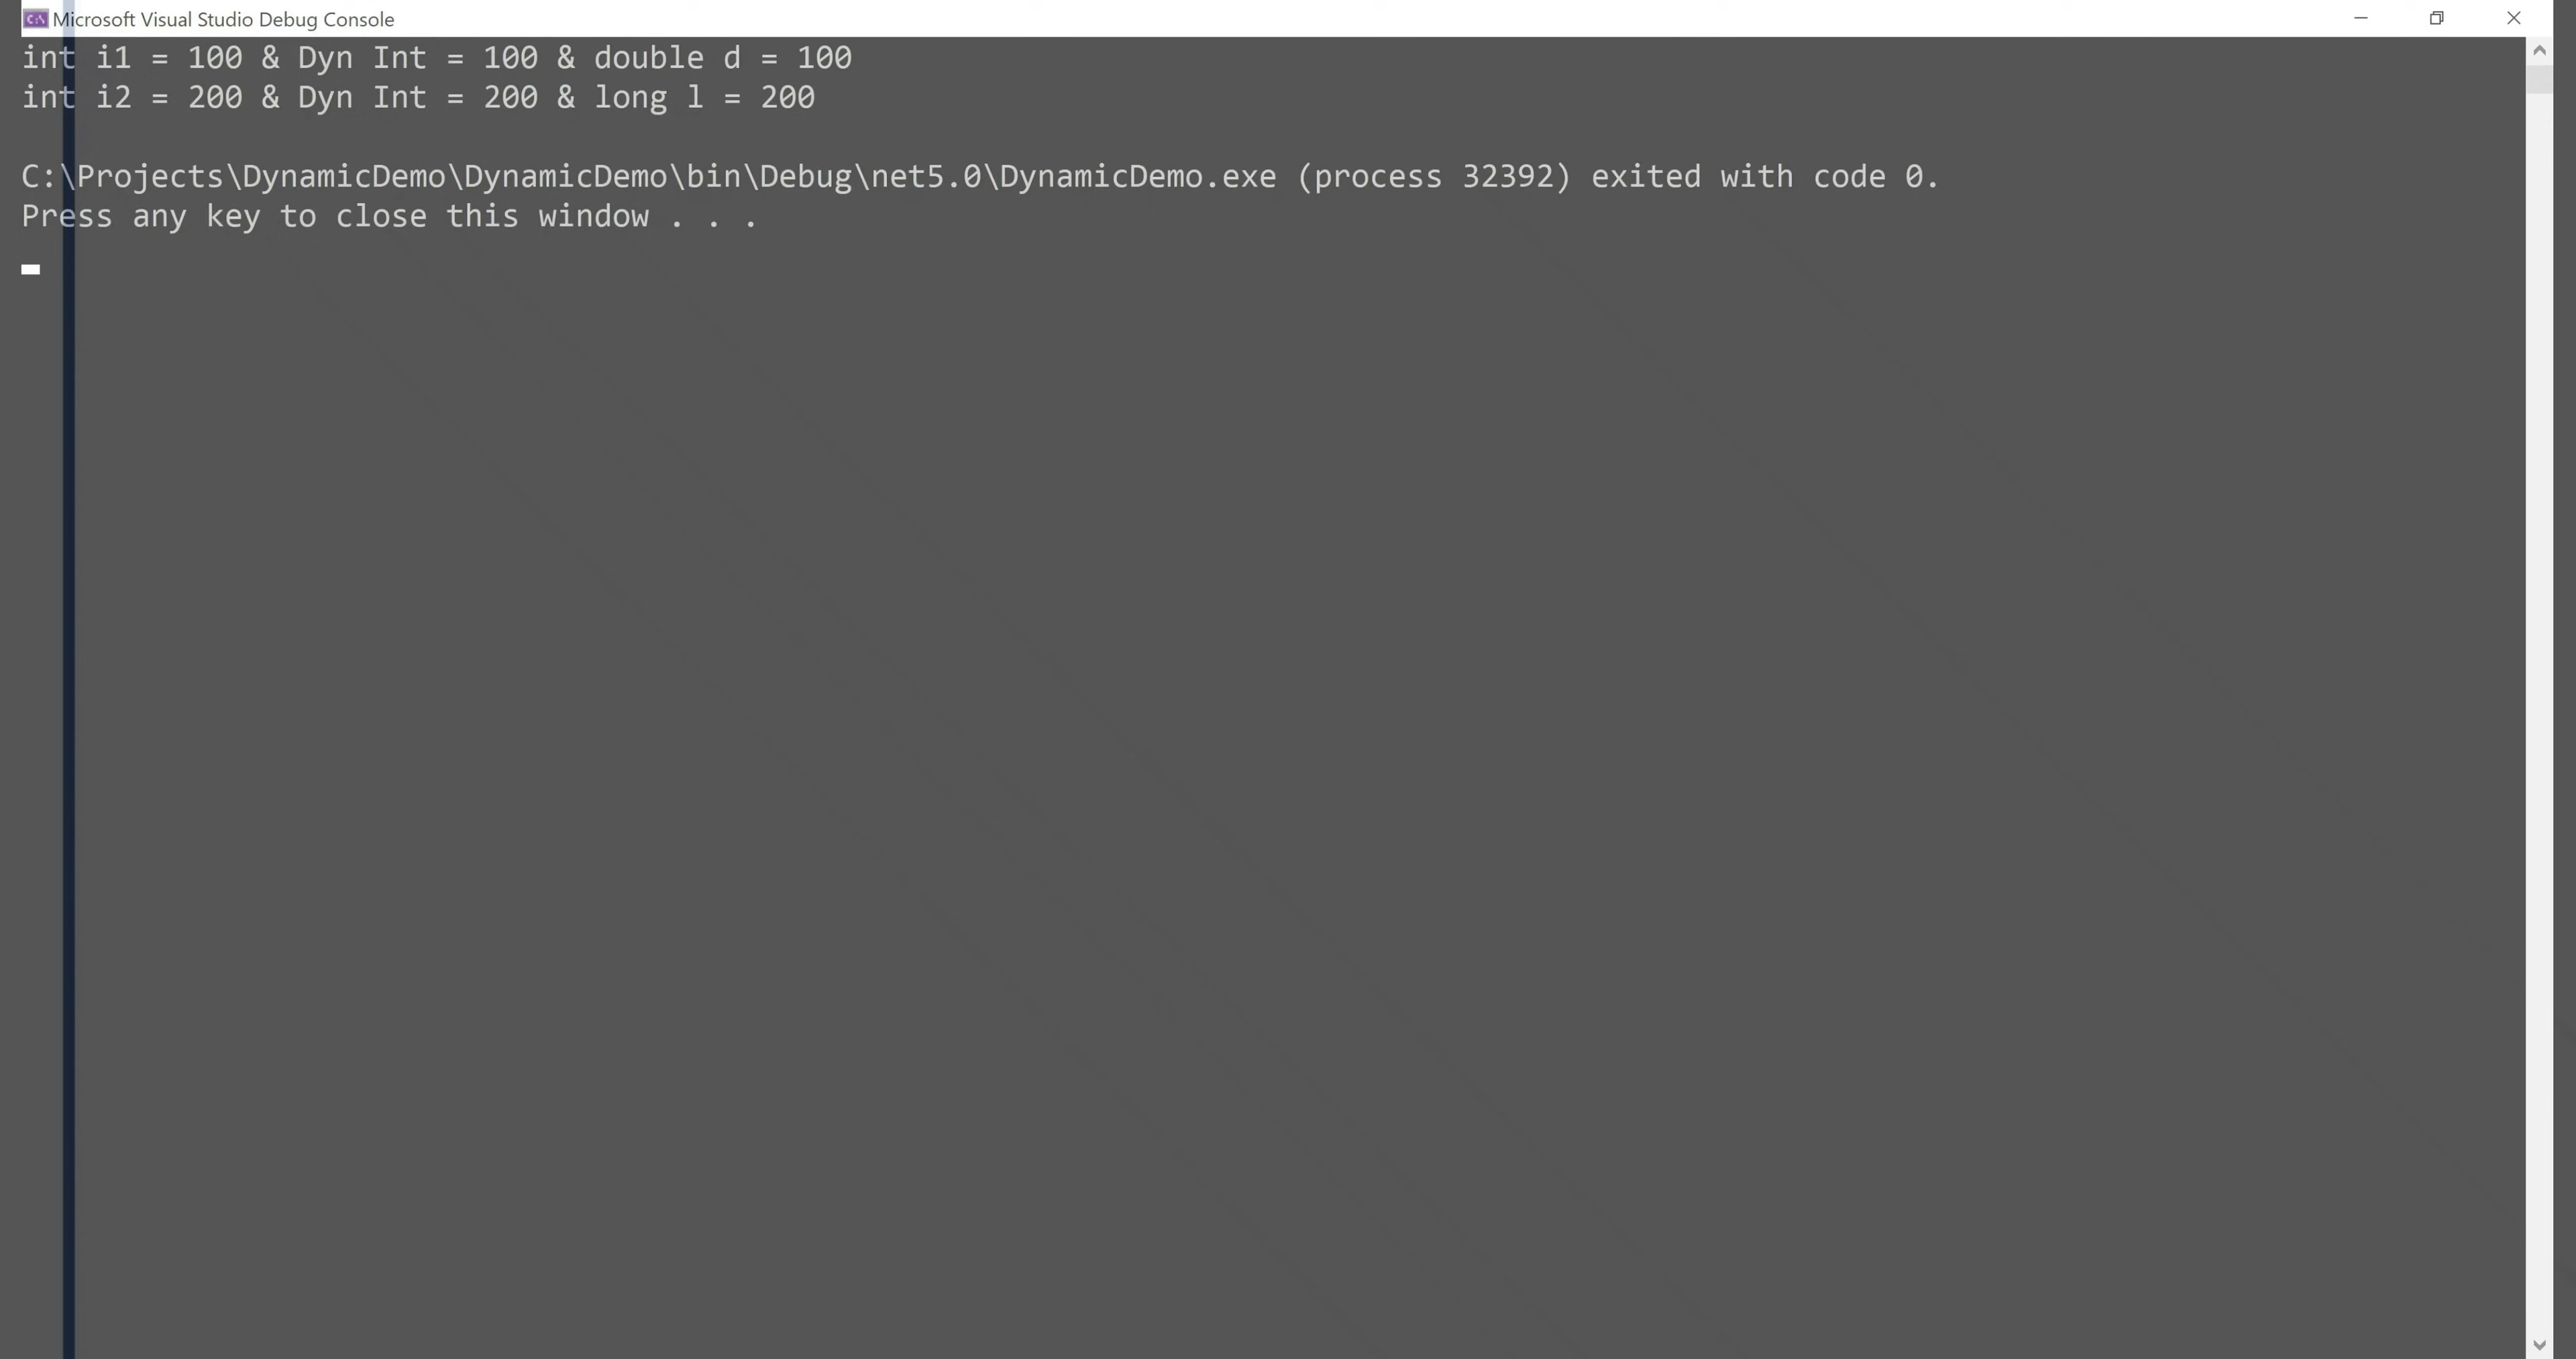 Microsoft Visual Studio Debug Console
int i1 = 100 & Dyn Int = 100 & double d = 100
int i2 = 200 & Dyn Int = 200 & long l = 200
C:\Projects\DynamicDemo\DynamicDemo\bin\Debug\net5.0\DynamicDemo.exe (process 32392) exited with code 0.
Press any key to close this window . . .